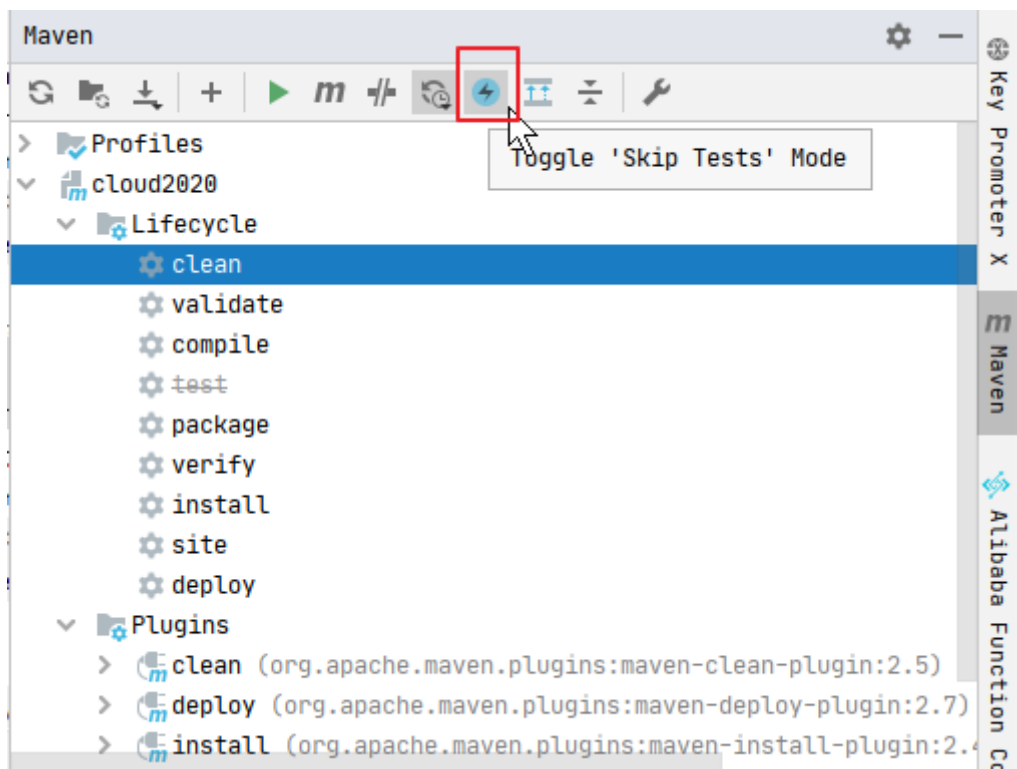 Maven
Toggle 'Skip Tests' Mode
Profiles
cloud2020
Lifecycle
clean
validate
compile
test
package
verify
install
site
deploy
Plugins
clean (org.apache.maven.plugins:maven-clean-plugin:2.5)
deploy (org.apache.maven.plugins:maven-deploy-plugin:2.7)
install (org.apache.maven.plugins:maven-install-plugin:2.4
Key Promoter X
Maven
Alibaba Function Co